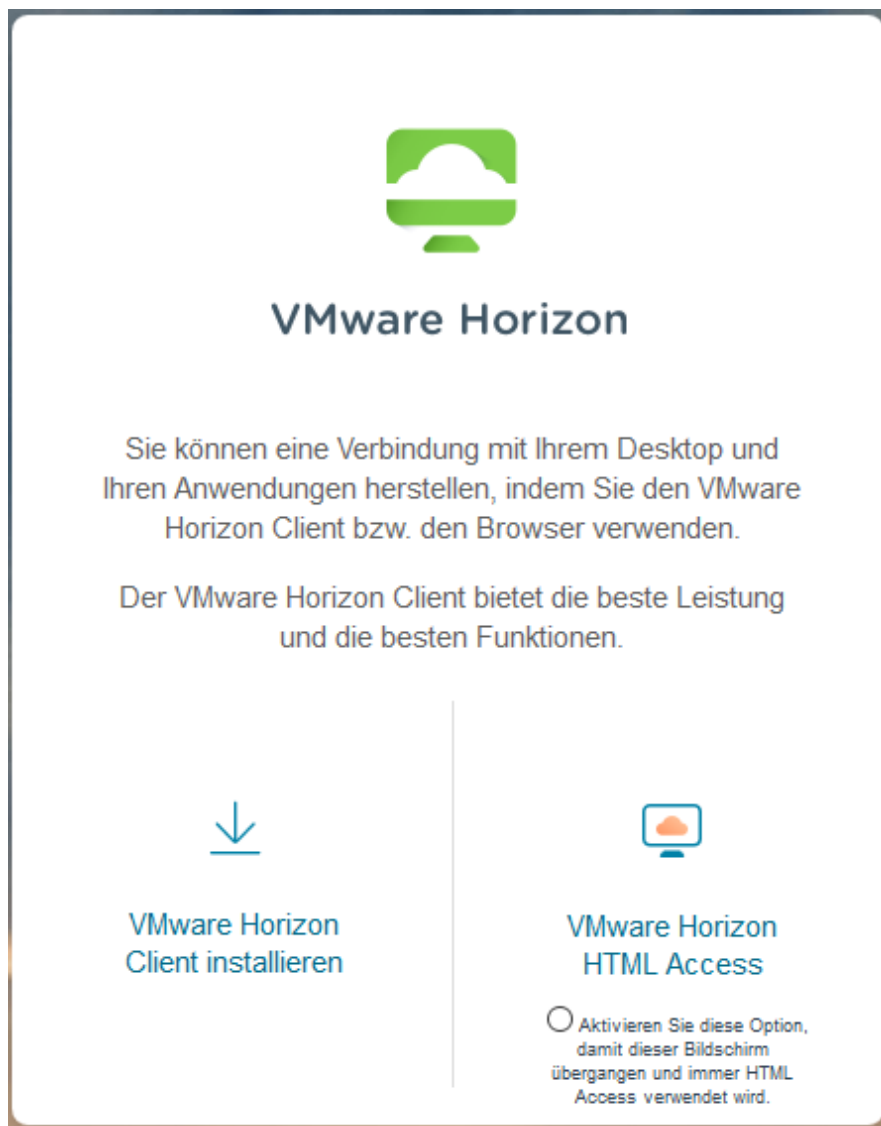 VMware Horizon
Sie können eine Verbindung mit Ihrem Desktop und
Ihren Anwendungen herstellen, indem Sie den VMware
Horizon Client bzw. den Browser verwenden.
Der VMware Horizon Client bietet die beste Leistung
und die besten Funktionen.
VMware Horizon
Client installieren
VMware Horizon
HTML Access
Aktivieren Sie diese Option,
damit dieser Bildschirm
übergangen und immer HTML
Access verwendet wird.